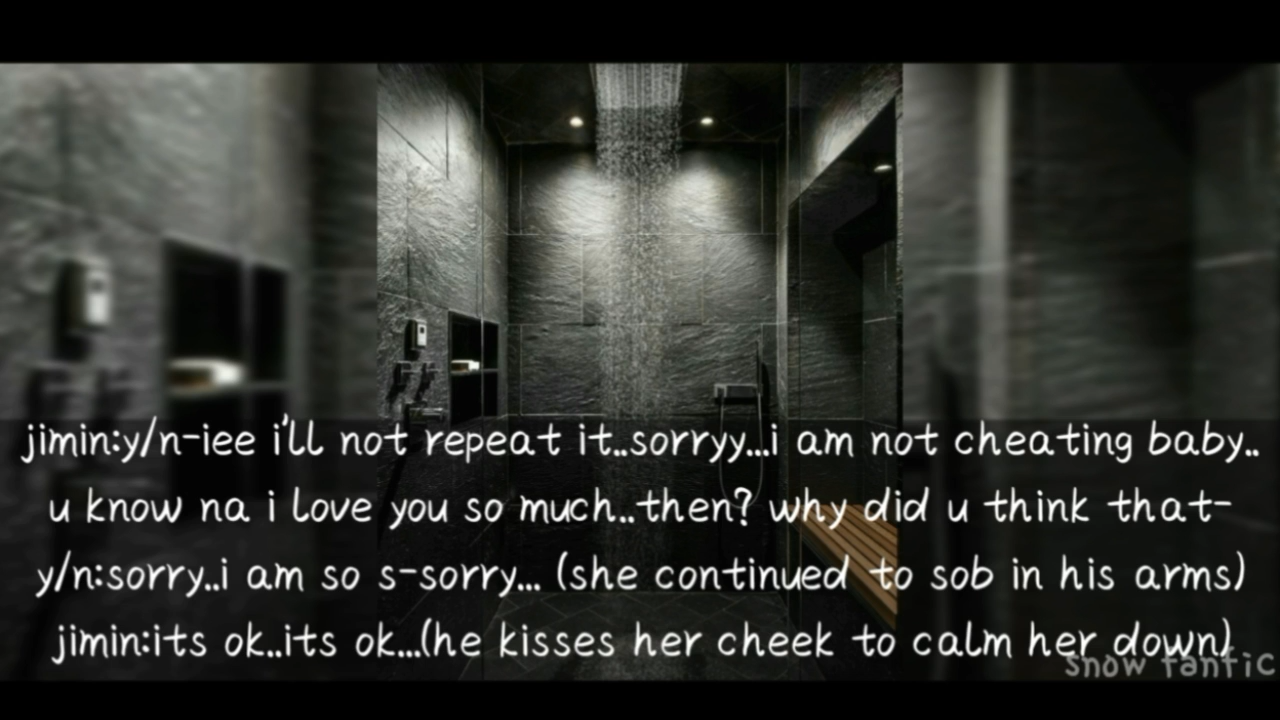 jimin:y/n-iee i'll not repeat it..sorryy...i am not cheating baby..
u know na i love you so much..then? why did u think that-
y/n:sorry..i am so s-sorry... (she continued to sob in his arms)
jimin:its ok..its ok...(he kisses her cheek to calm her down)
snow fanfic